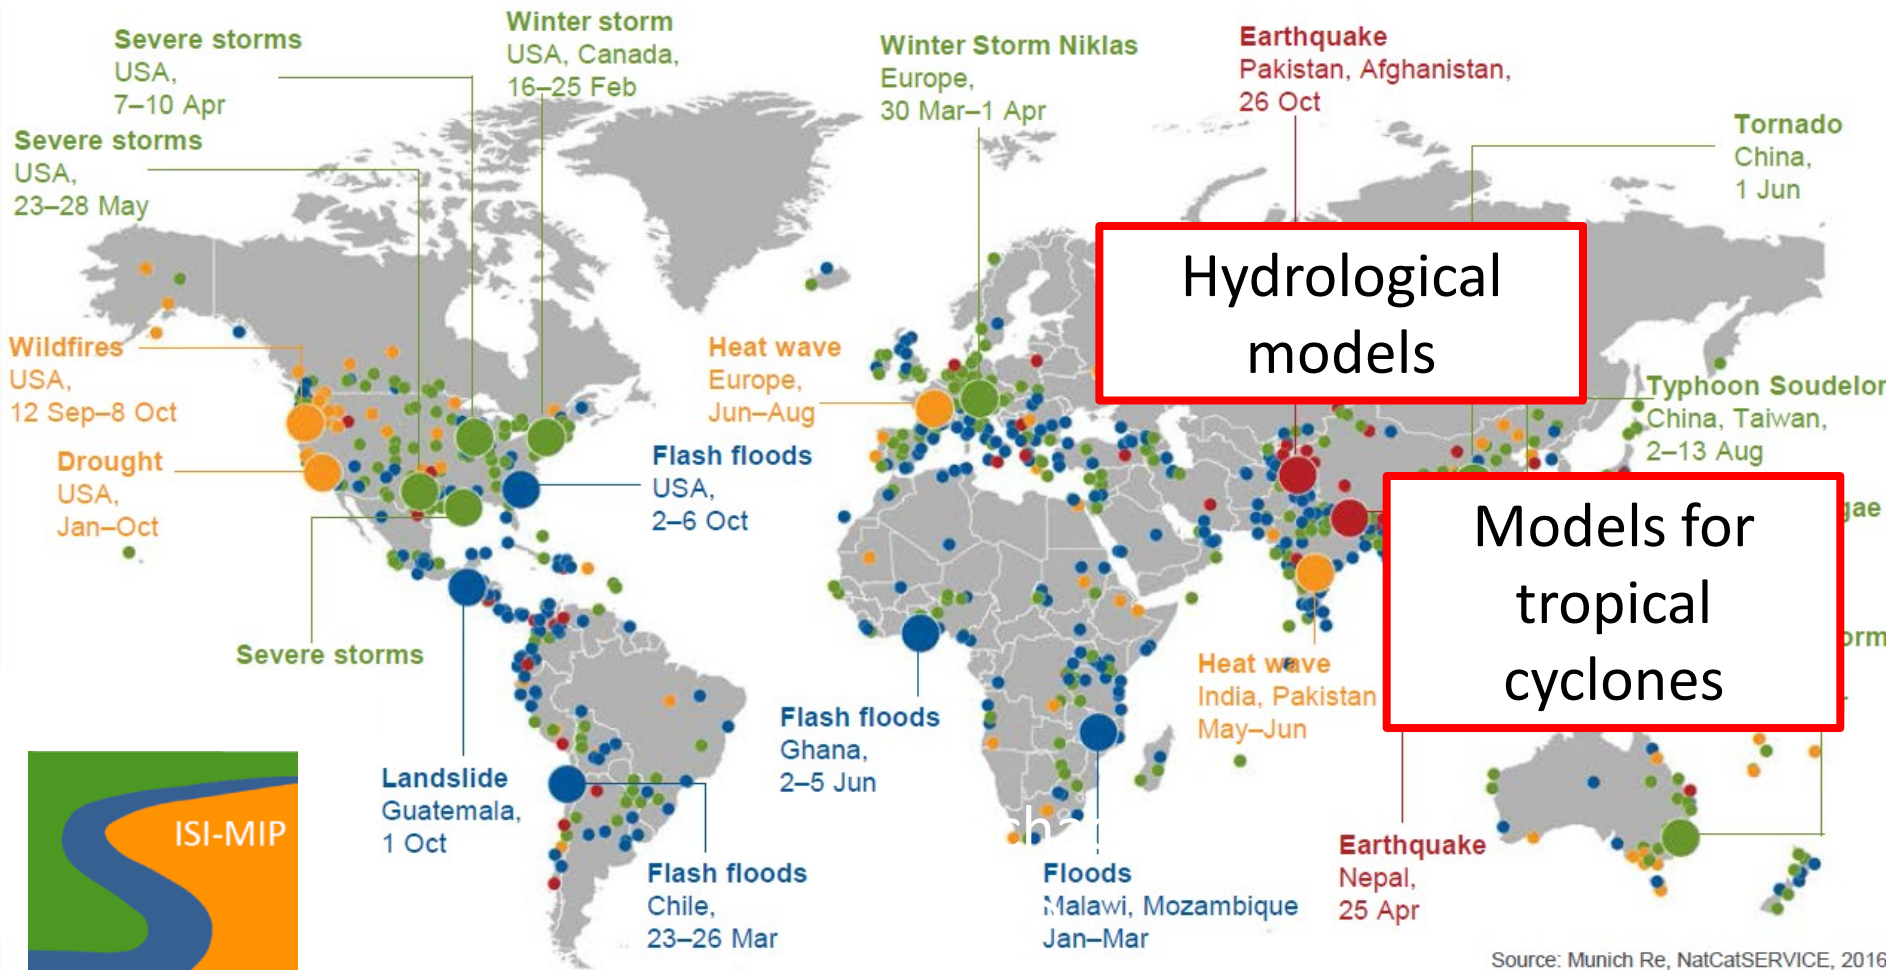 Severe storms
USA,
7–10 Apr
Winter storm
USA, Canada,
16–25 Feb
Winter Storm Niklas
Europe,
30 Mar–1 Apr
Earthquake
Pakistan, Afghanistan,
26 Oct
Tornado
China,
1 Jun
Severe storms
USA,
23–28 May
Hydrological
models
Wildfires
USA,
12 Sep–8 Oct
Heat wave
Europe,
Jun–Aug
Typhoon Soudelor
China, Taiwan,
2–13 Aug
Drought
USA,
Jan–Oct
Flash floods
USA,
2–6 Oct
Models for
tropical
cyclones
Severe storms
Heat wave
India, Pakistan
May–Jun
Flash floods
Ghana,
2–5 Jun
Landslide
Guatemala,
1 Oct
ISI-MIP
Flash floods
Chile,
23–26 Mar
Floods
Malawi, Mozambique
Jan–Mar
Earthquake
Nepal,
25 Apr
Source: Munich Re, NatCatSERVICE, 2016